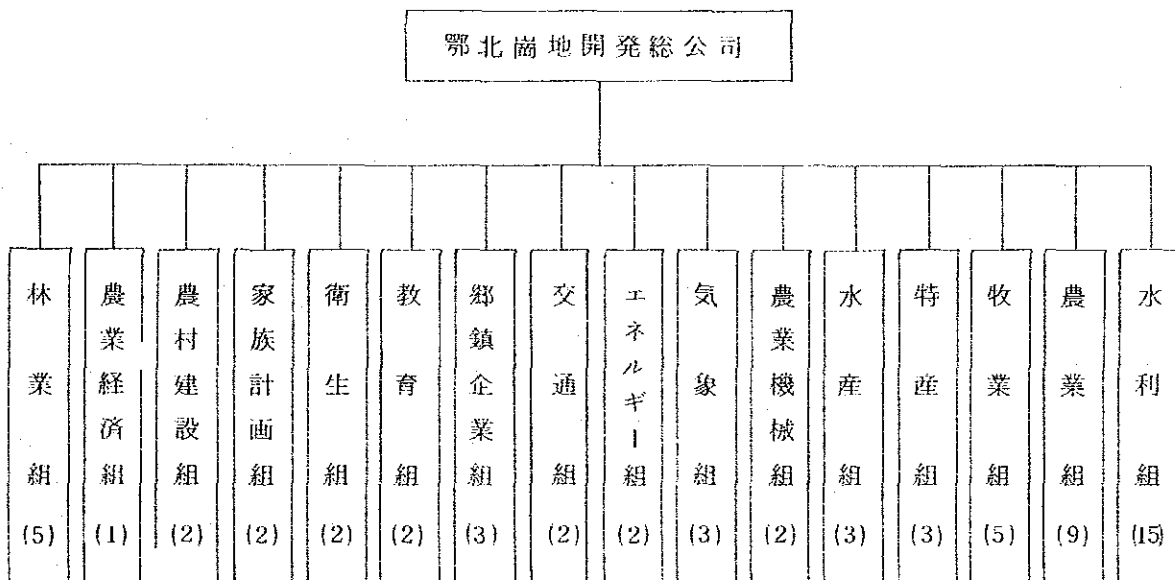 鄂北崗地開発総公司
林業組(5)
農業経済組(1)
農村建設組(2)
家族計画組(2)
衛生組(2)
教育組(2)
郷鎮企業組(3)
交通組(2)
エネルギー組(2)
気象組(3)
農業機械組(2)
水産組(3)
特産組(3)
牧業組(5)
農業組(9)
水利組(15)